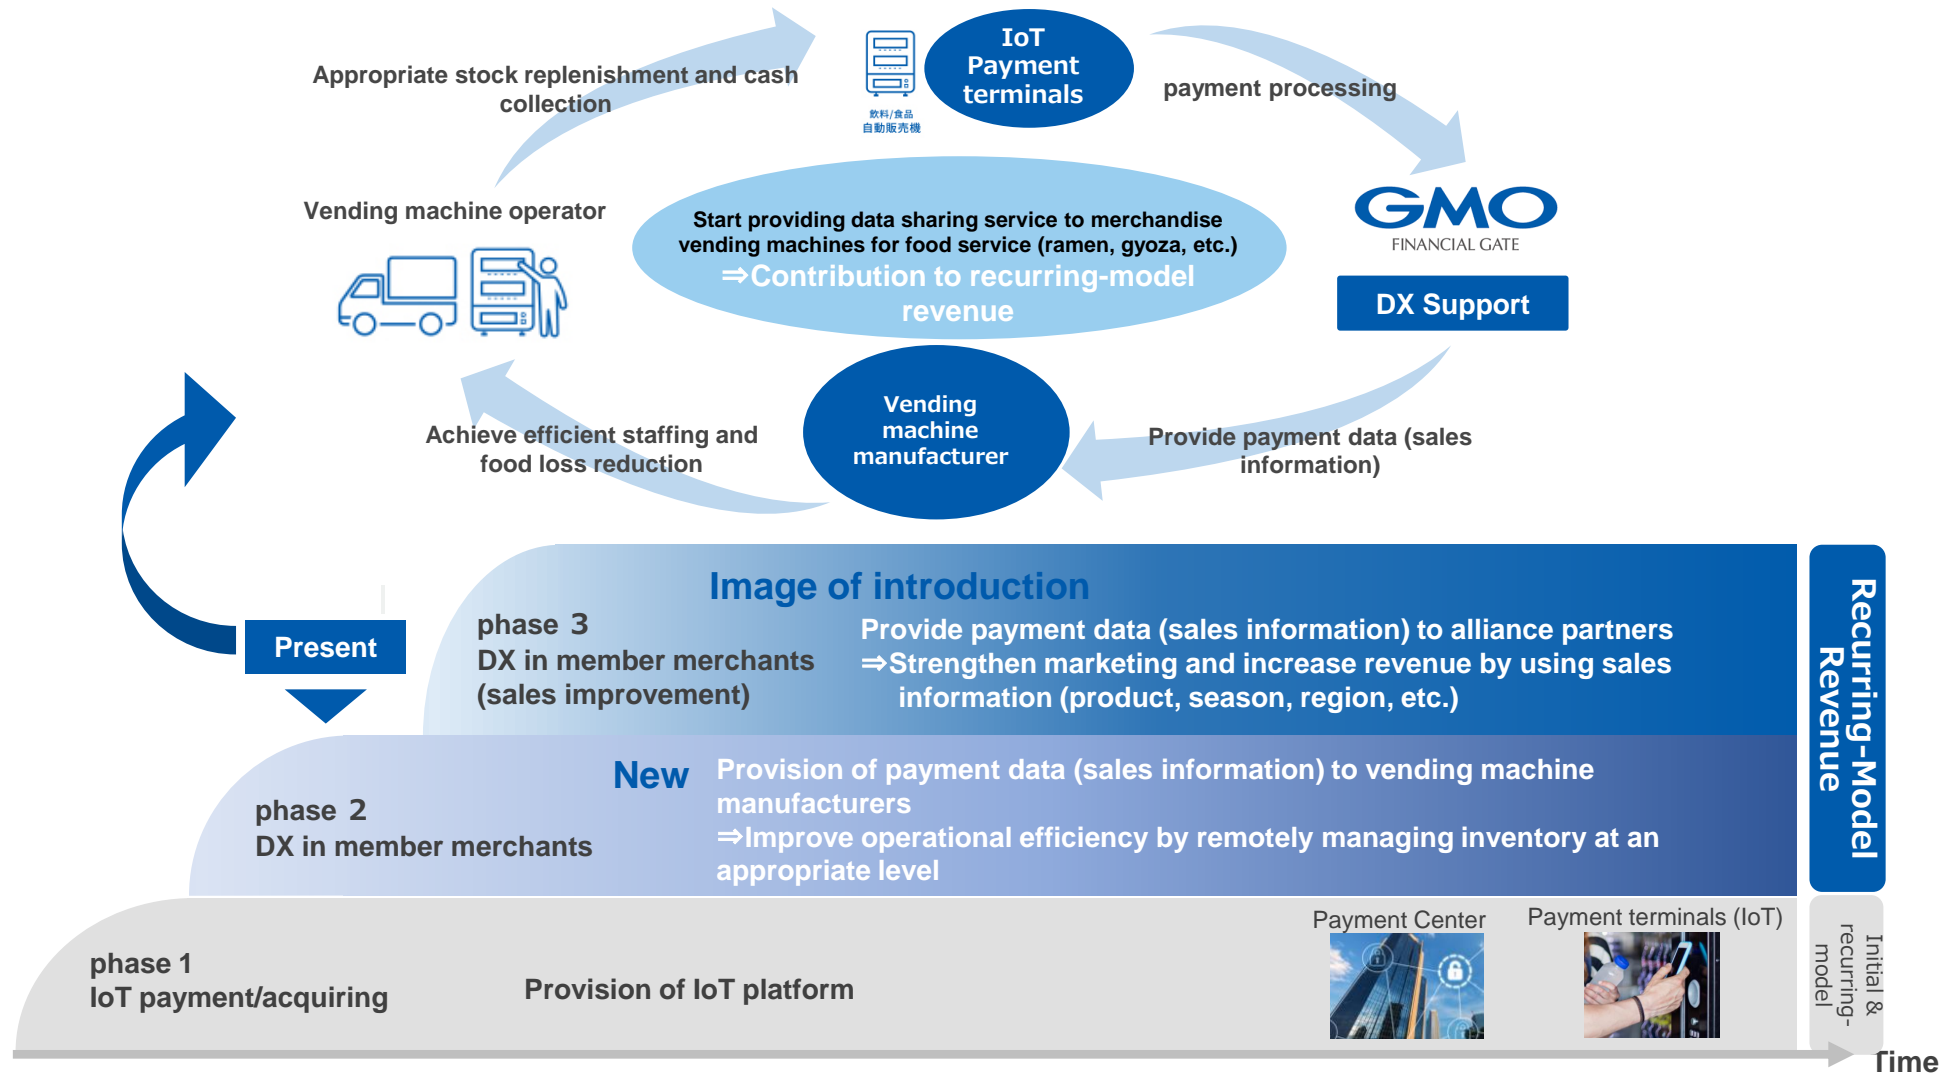 IoT
Payment
terminals
飲料/食品
自動販売機
Appropriate stock replenishment and cash
collection
payment processing
Vending machine operator
Start providing data sharing service to merchandise
vending machines for food service (ramen, gyoza, etc.)
⇒Contribution to recurring-model
revenue
GMO
FINANCIAL GATE
DX Support
Vending
machine
manufacturer
Achieve efficient staffing and
food loss reduction
Provide payment data (sales
information)
Present
Image of introduction
phase 3
DX in member merchants
(sales improvement)
Provide payment data (sales information) to alliance partners
⇒Strengthen marketing and increase revenue by using sales
information (product, season, region, etc.)
New
phase 2
DX in member merchants
Provision of payment data (sales information) to vending machine
manufacturers
⇒Improve operational efficiency by remotely managing inventory at an
appropriate level
Recurring-Model
Revenue
phase 1
IoT payment/acquiring
Provision of IoT platform
Payment Center
Payment terminals (IoT)
Initial &
recurring-
model
Time